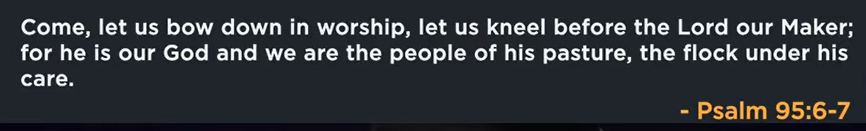 Come, let us bow down in worship, let us kneel before the Lord our Maker;
for he is our God and we are the people of his pasture, the flock under his
care.
- Psalm 95:6-7